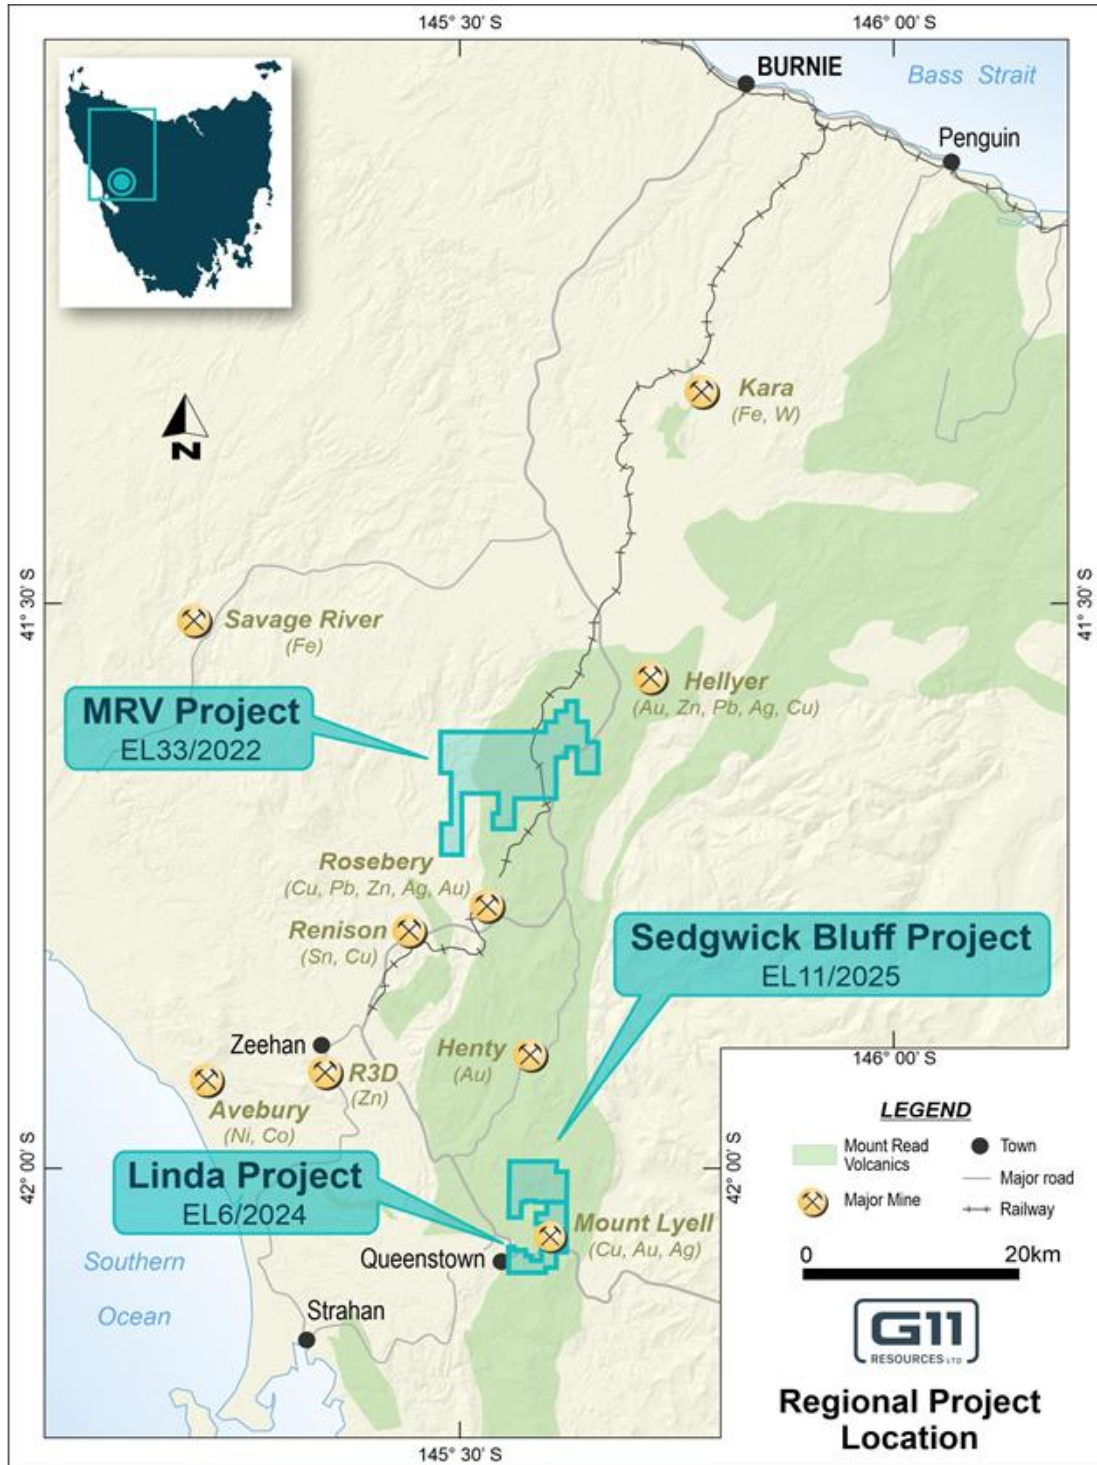 145° 30' S
146° 00' S
BURNIE
Bass Strait
Penguin
Kara
(Fe, W)
N
41° 30' S
41° 30' S
Savage River
(Fe)
Hellyer
(Au, Zn, Pb, Ag, Cu)
MRV Project
EL33/2022
Rosebery
(Cu, Pb, Zn, Ag, Au)
Renison
(Sn, Cu)
Sedgwick Bluff Project
EL11/2025
Zeehan
Henty
(Au)
R3D
(Zn)
Avebury
(Ni, Co)
146° 00' S
LEGEND
Mount Read
Volcanics
Town
Major road
Major Mine
Railway
42° 00' S
42° 00' S
Linda Project
EL6/2024
Mount Lyell
(Cu, Au, Ag)
Queenstown
0 20km
Southern
Ocean
Strahan
G11
RESOURCES LTD
Regional Project
Location
145° 30' S